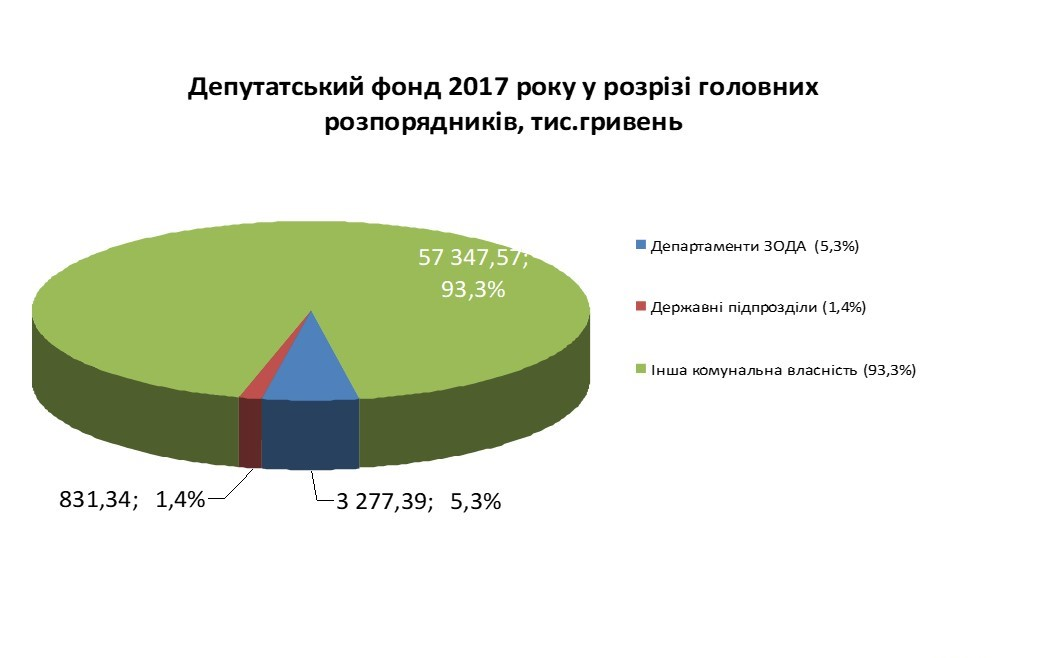 Депутатський фонд 2017 року у розрізі головних
розпорядників, тис.гривень
57 347,57;
93,3%
Департаменти ЗОДА (5,3%)
Державні підпрозділи (1,4%)
Інша комунальна власність (93,3%)
831,34; 1,4%
3 277,39; 5,3%